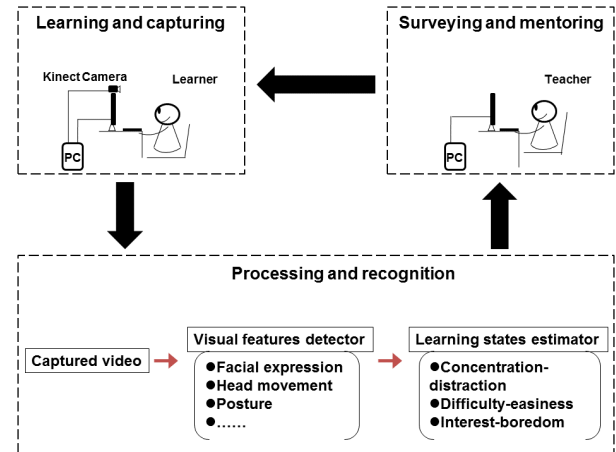 Learning and capturing
Kinect Camera
Learner
PC
Surveying and mentoring
Teacher
PC
Processing and recognition
Captured video
Visual features detector
●Facial expression
●Head movement
●Posture
●......
Learning states estimator
●Concentration-
distraction
●Difficulty-easiness
●Interest-boredom